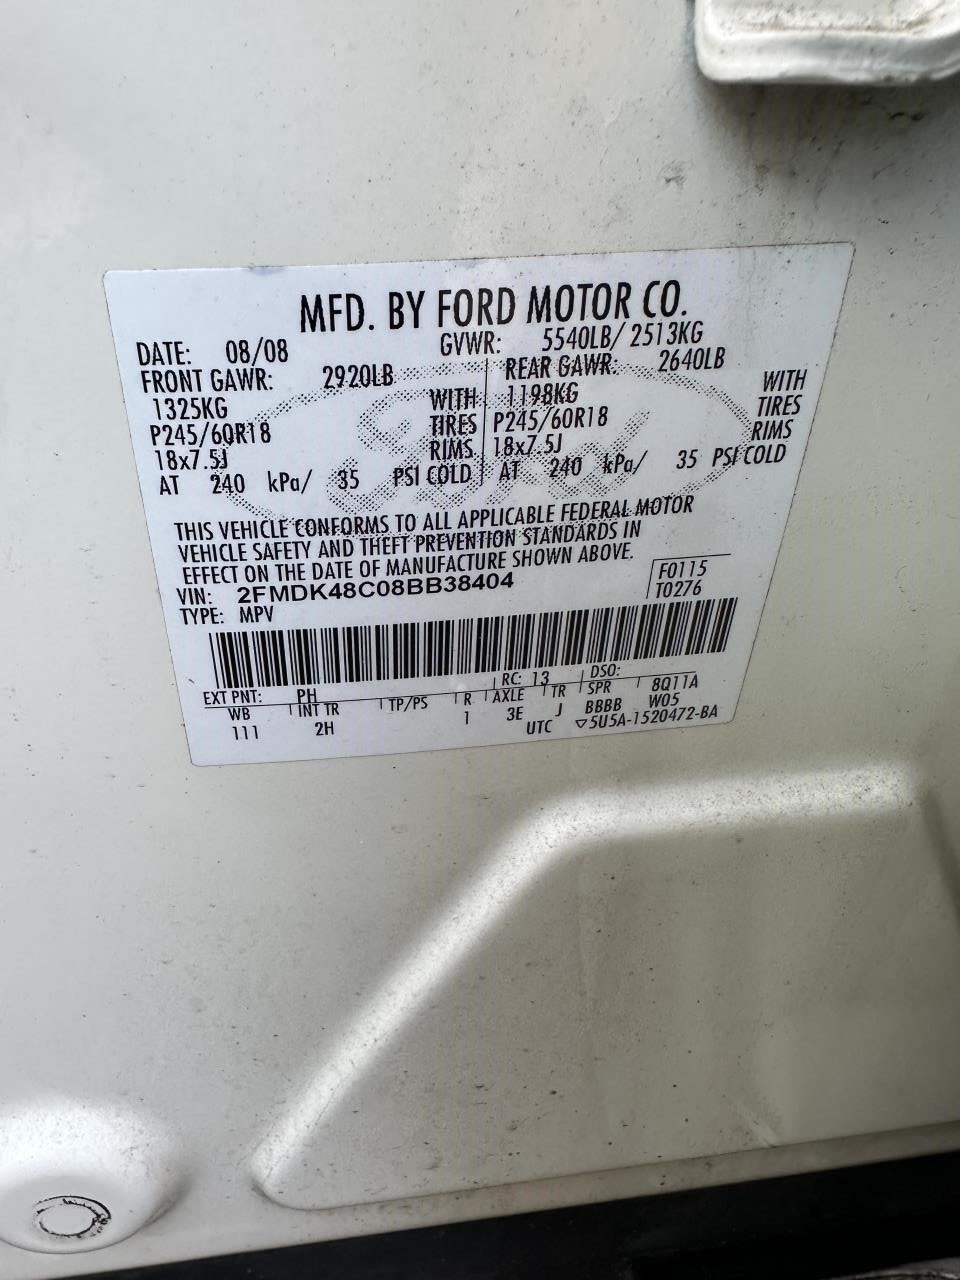 MFD. BY FORD MOTOR CO.
DATE: 08/08 GVWR: 5540LB/ 2513KG
FRONT GAWR: 2920LB REAR GAWR: 2640LB
1325KG WITH 1198KG WITH
P245/60R18 TIRES P245/60R18 TIRES
18x7.5J RIMS 18x7.5J RIMS
AT 240 kPa/ 35 PSI COLD AT 240 kPa/ 35 PSI COLD
THIS VEHICLE CONFORMS TO ALL APPLICABLE FEDERAL MOTOR
VEHICLE SAFETY AND THEFT PREVENTION STANDARDS IN
EFFECT ON THE DATE OF MANUFACTURE SHOWN ABOVE.
VIN: 2FMDK48C08BB38404 F0115
TYPE: MPV T0276
EXT PNT: PH RC: 13 DSO:
WB INT TR TP/PS R AXLE TR SPR 8Q11A
111 2H 1 3E J BBBB W05
UTC ▽5U5A-1520472-BA